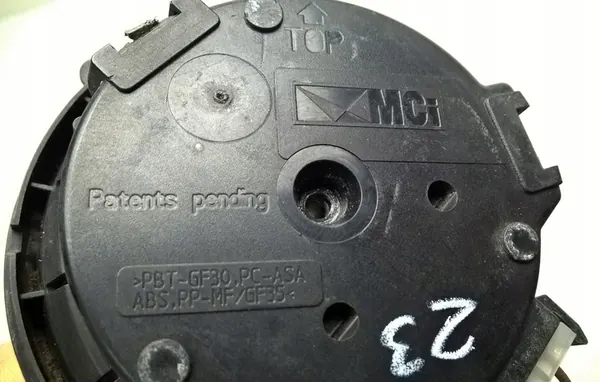 TOP
MCi
Patents pending
>PBT-GF30,PC-ASA
ABS,PP-MF/GF35<
23